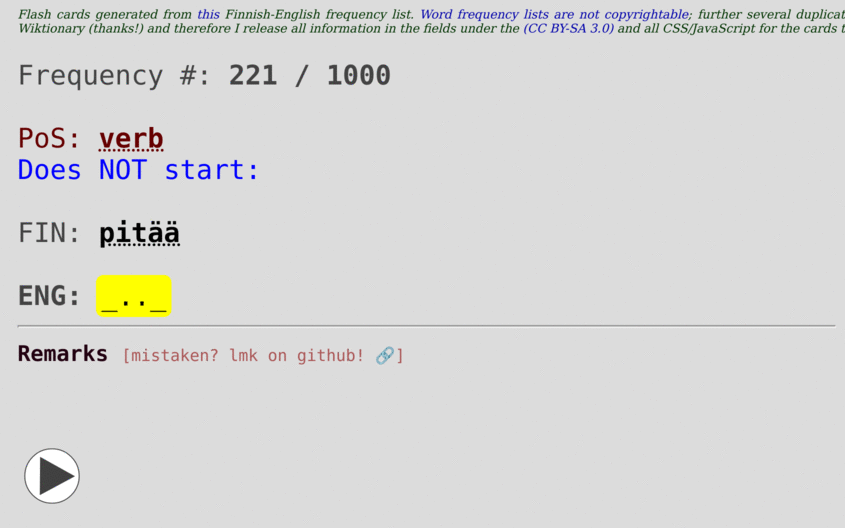 Flash cards generated from this Finnish-English frequency list. Word frequency lists are not copyrightable; further several duplicat
Wiktionary (thanks!) and therefore I release all information in the fields under the (CC BY-SA 3.0) and all CSS/JavaScript for the cards t
Frequency #: 221 / 1000
PoS: verb
Does NOT start:
FIN: pitää
ENG: _.._
Remarks [mistaken? lmk on github! 🔗]